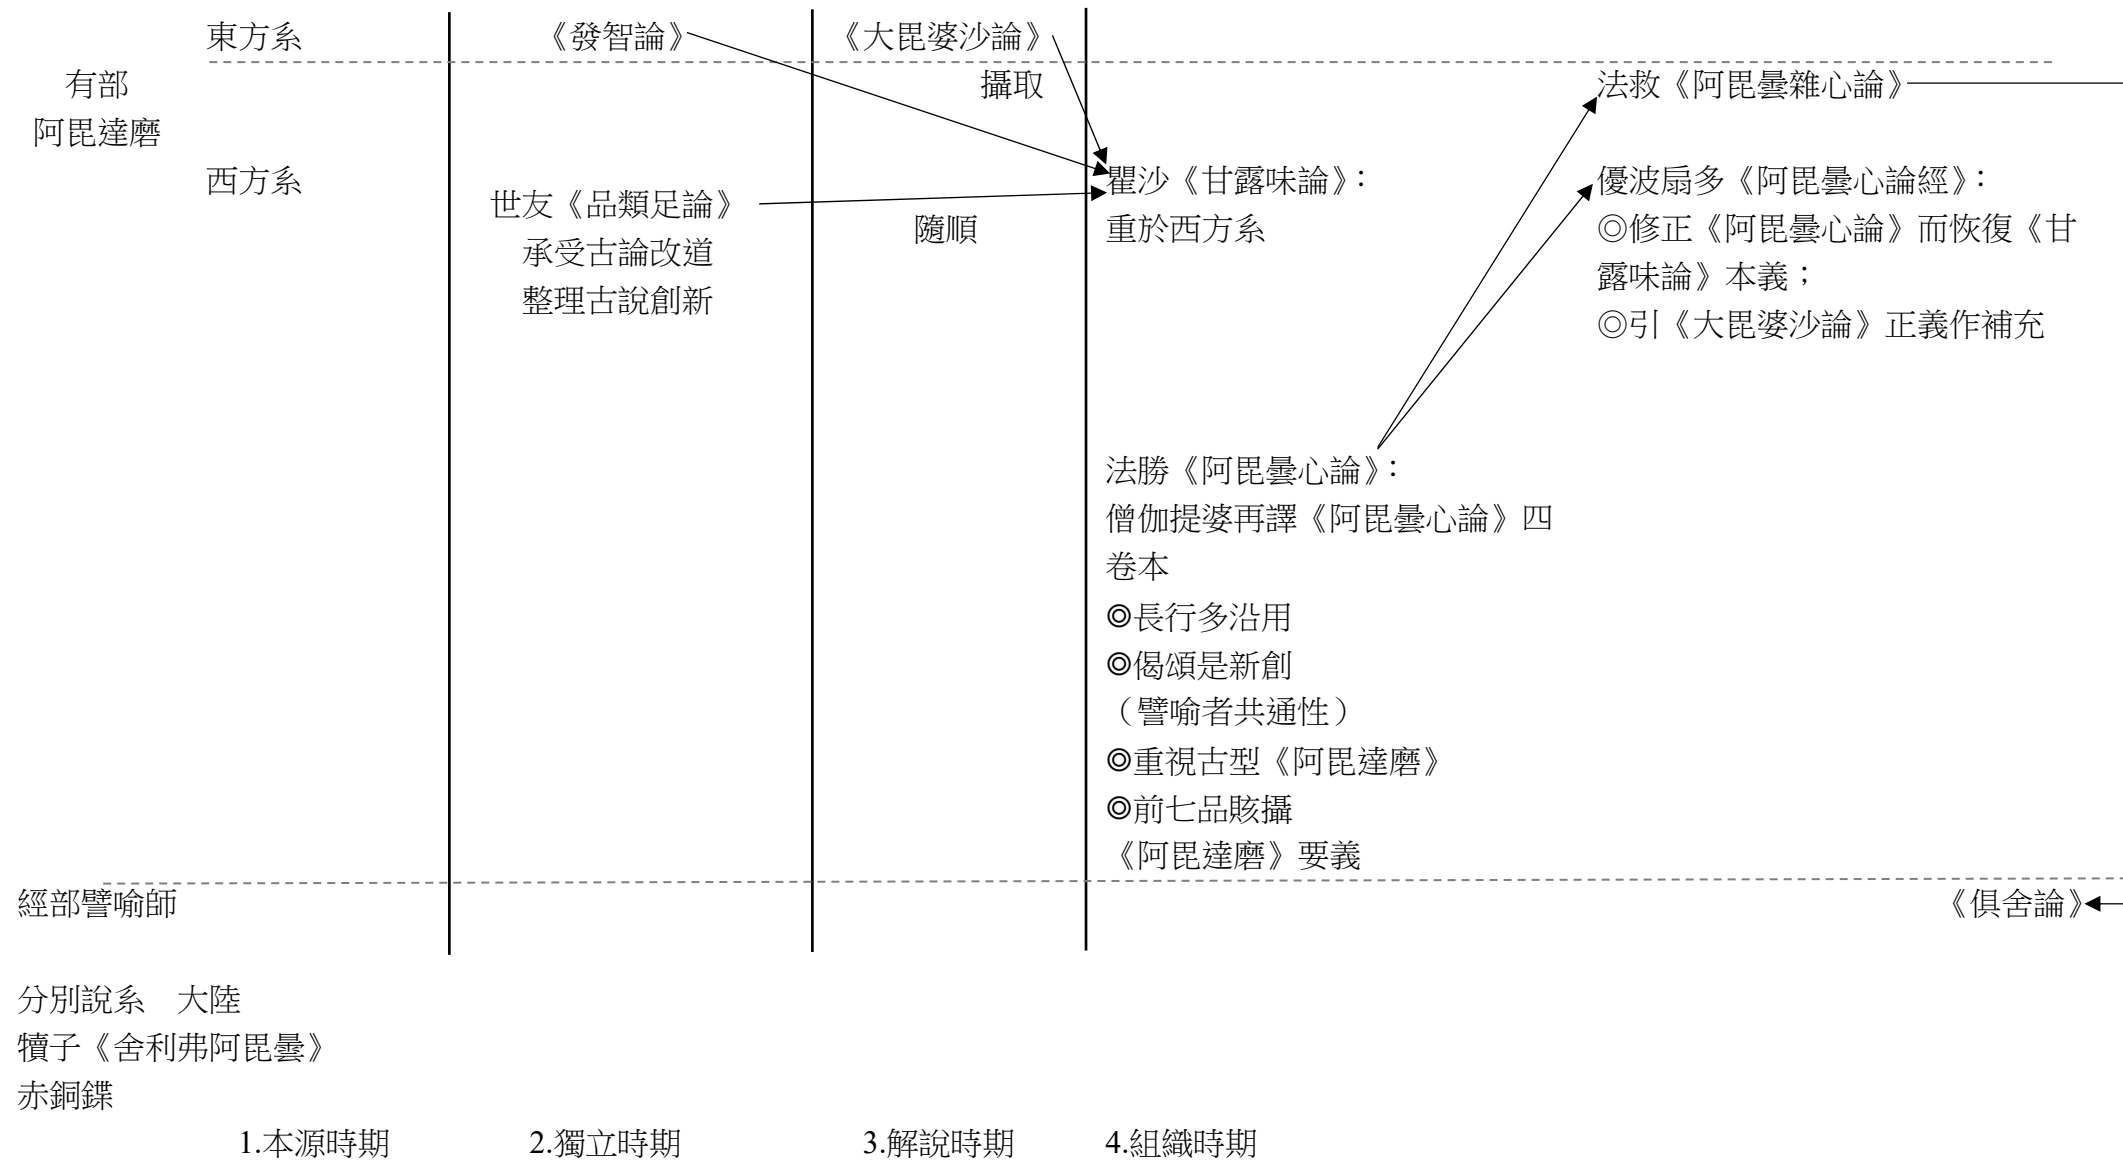 東方系 《發智論》 《大毘婆沙論》
有部 攝取 法救《阿毘曇雜心論》
阿毘達磨
西方系 瞿沙《甘露味論》： 優波扇多《阿毘曇心論經》：
世友《品類足論》
隨順 重於西方系 ◎修正《阿毘曇心論》而恢復《甘
承受古論改道
露味論》本義；
整理古說創新
◎引《大毘婆沙論》正義作補充
法勝《阿毘曇心論》：
僧伽提婆再譯《阿毘曇心論》四
卷本
◎長行多沿用
◎偈頌是新創
（譬喻者共通性）
◎重視古型《阿毘達磨》
◎前七品賅攝
《阿毘達磨》要義
經部譬喻師 《俱舍論》
分別說系　大陸
犢子《舍利弗阿毘曇》
赤銅鍱
1.本源時期 2.獨立時期 3.解說時期 4.組織時期